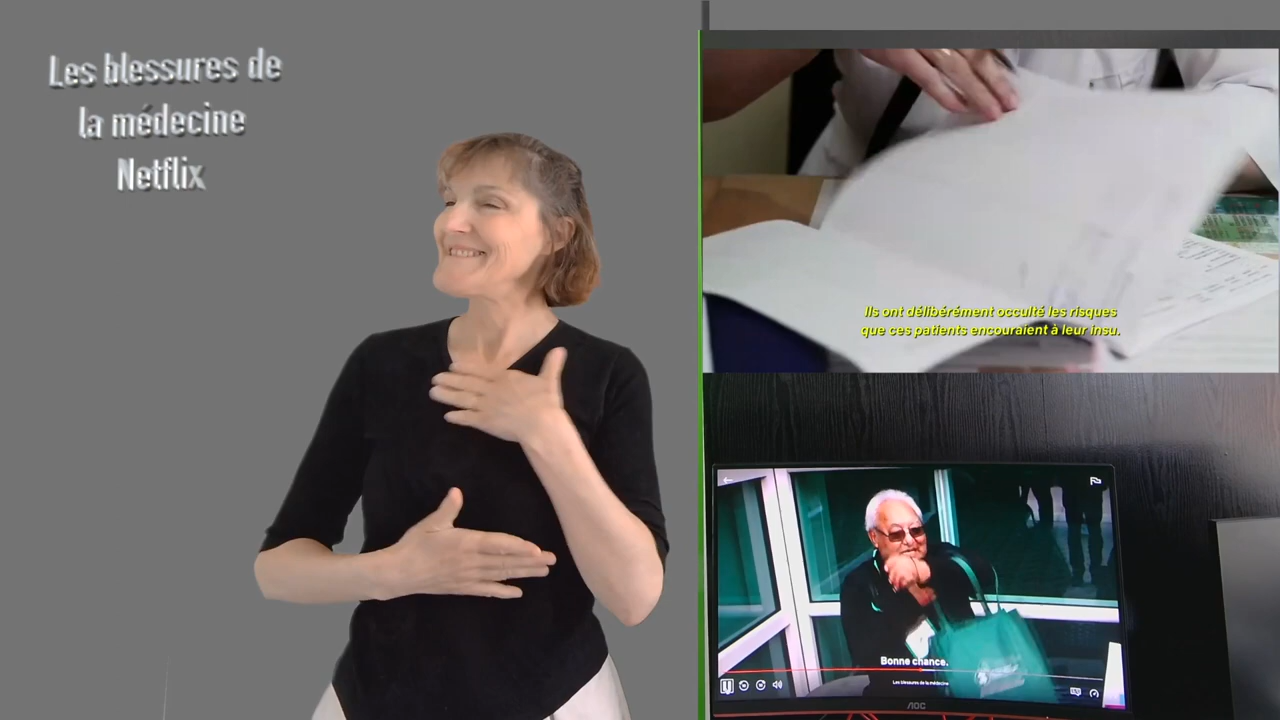 Les blessures de
la médecine
Netflix
Ils ont délibérément occulté les risques
que ces patients encouraient à leur insu.
Bonne chance.
Les blessures de la médecine
AOC